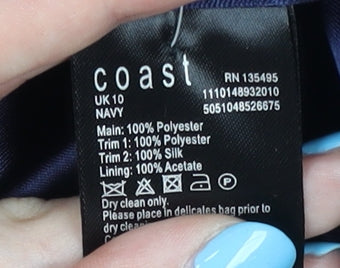 coast
RN 135495
UK 10
1110148932010
NAVY
5051048526675
Main: 100% Polyester
Trim 1: 100% Polyester
Trim 2: 100% Silk
Lining: 100% Acetate
P
Dry clean only.
Please place in delicates bag prior to
dry